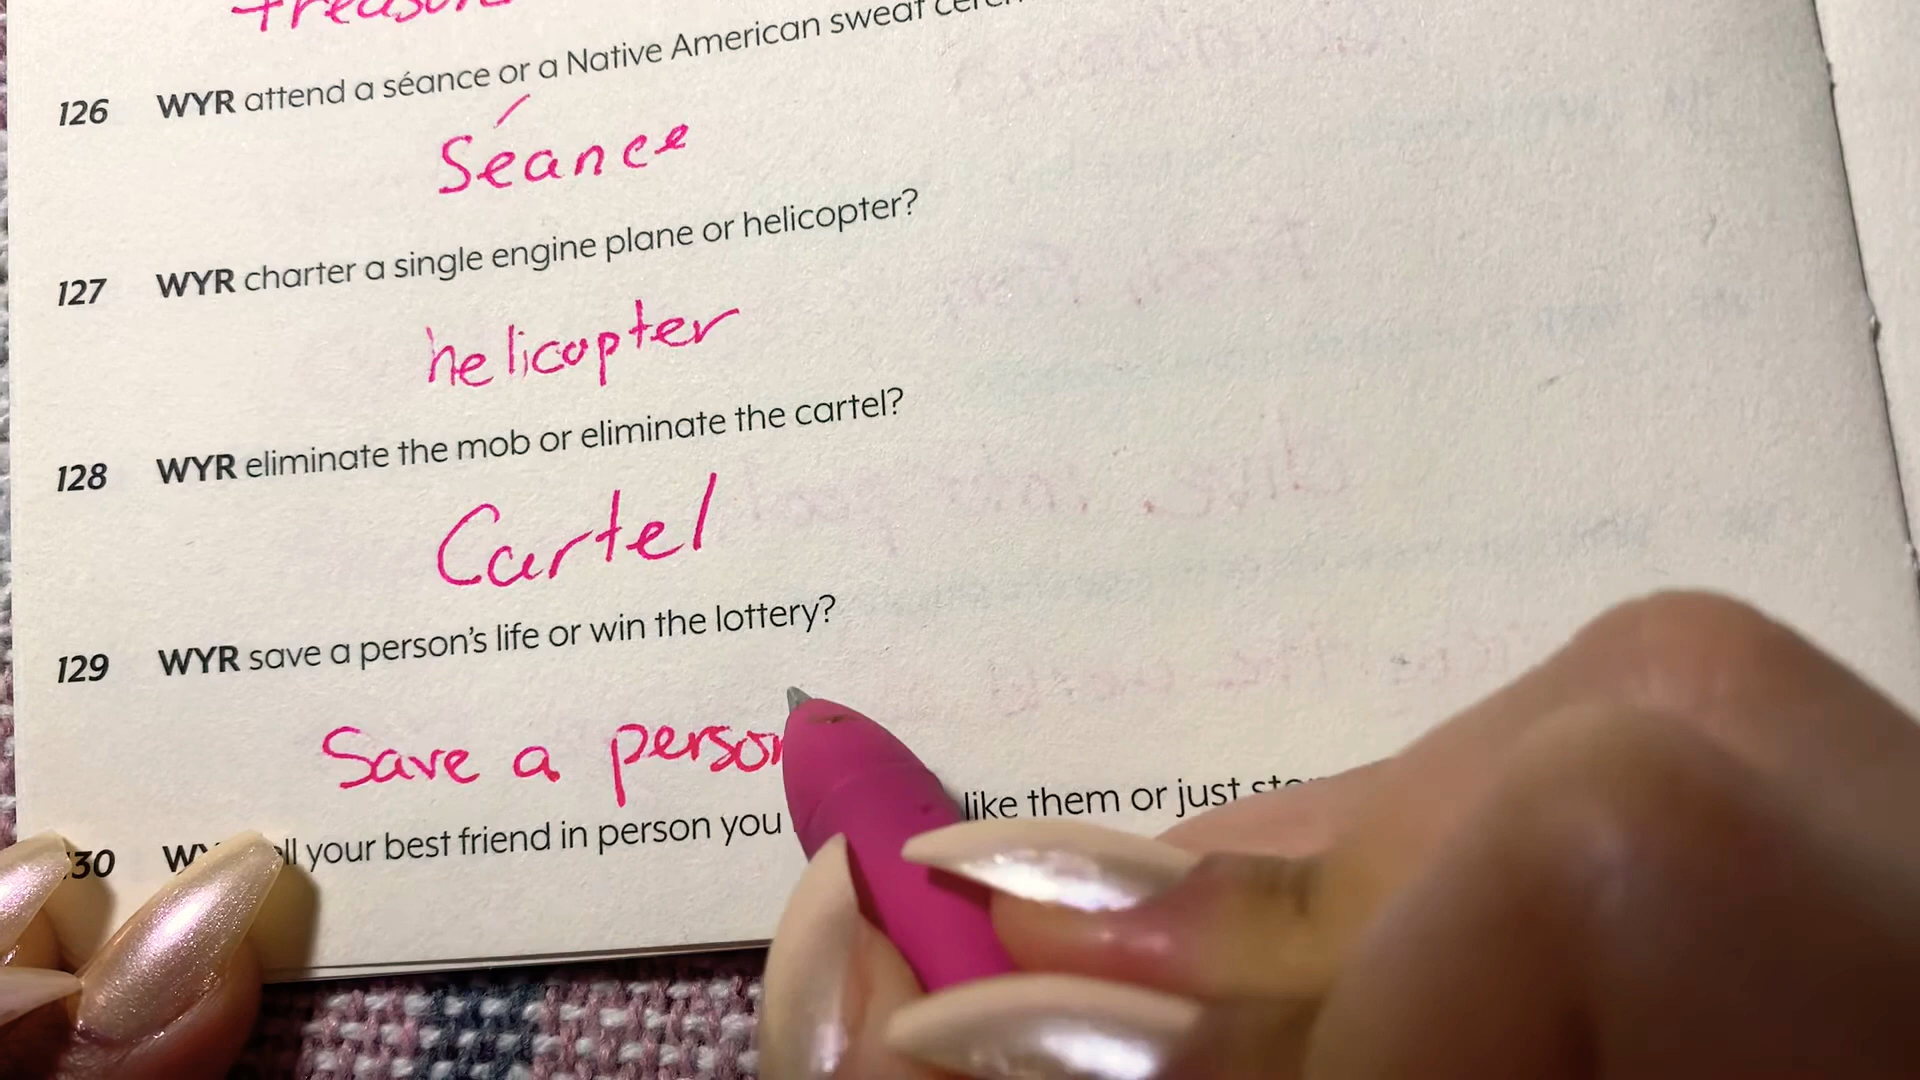 treasure
126 WYR attend a séance or a Native American sweat
Séance
127 WYR charter a single engine plane or helicopter?
helicopter
128 WYR eliminate the mob or eliminate the cartel?
Cartel
129 WYR save a person's life or win the lottery?
Save a person
130 your best friend in person you like them or just